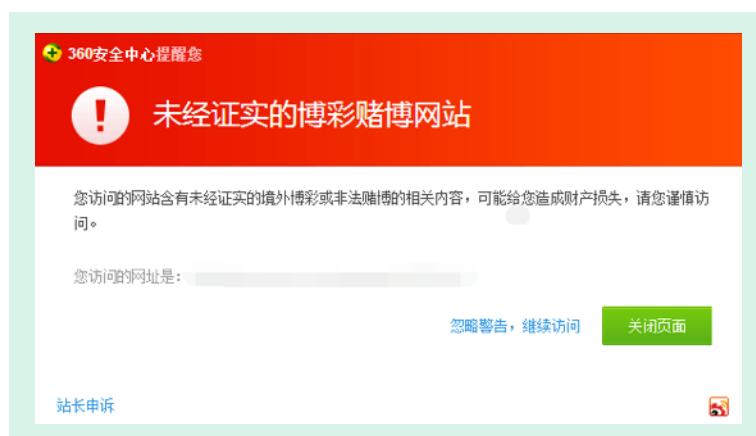 360安全中心提醒您
未经证实的博彩赌博网站
您访问的网站含有未经证实的境外博彩或非法赌博的相关内容，可能给您造成财产损失，请您谨慎访
问。
您访问的网址是：
忽略警告，继续访问
关闭页面
站长申诉